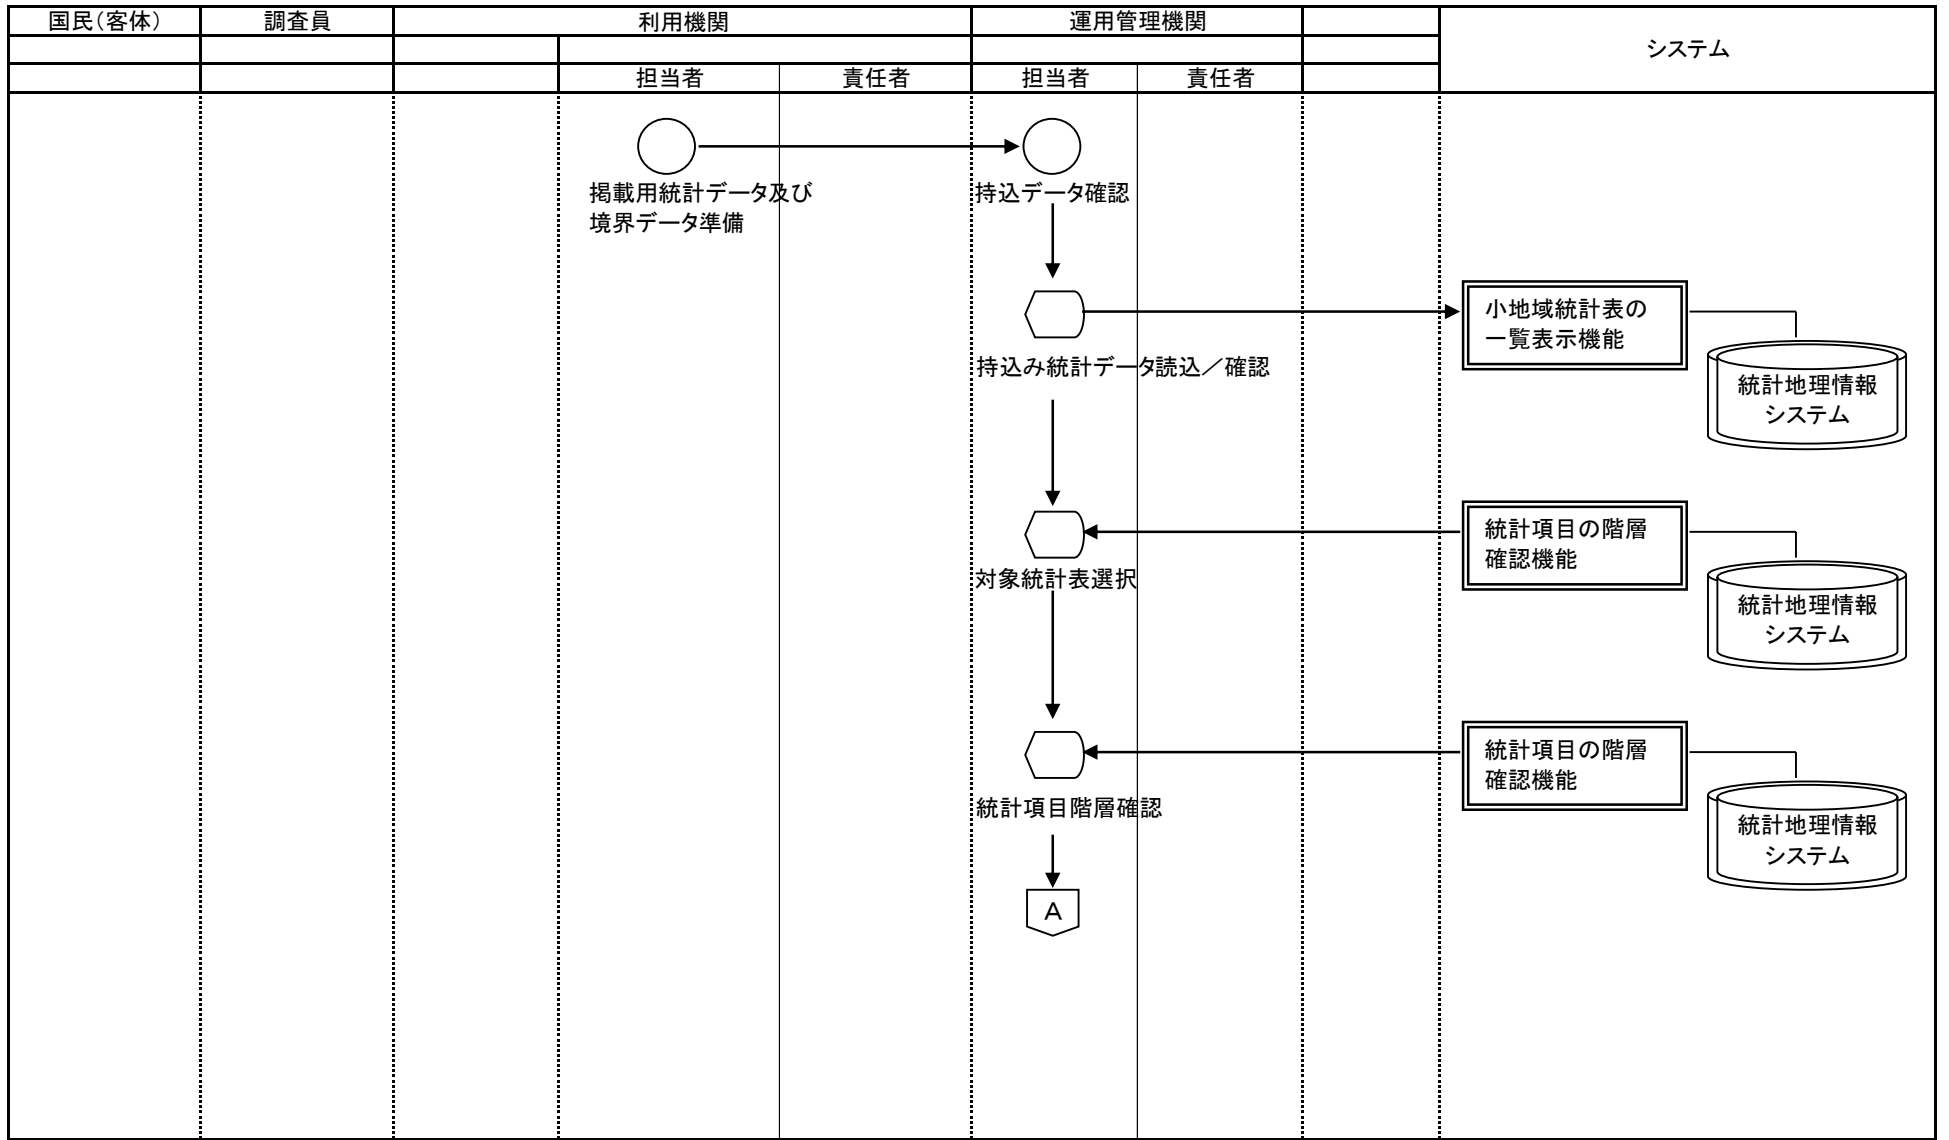 国民（客体）
調査員
利用機関
運用管理機関
システム
担当者
責任者
担当者
責任者
掲載用統計データ及び
境界データ準備
持込データ確認
小地域統計表の
一覧表示機能
持込み統計データ読込／確認
統計地理情報
システム
統計項目の階層
確認機能
対象統計表選択
統計地理情報
システム
統計項目の階層
確認機能
統計項目階層確認
統計地理情報
システム
A